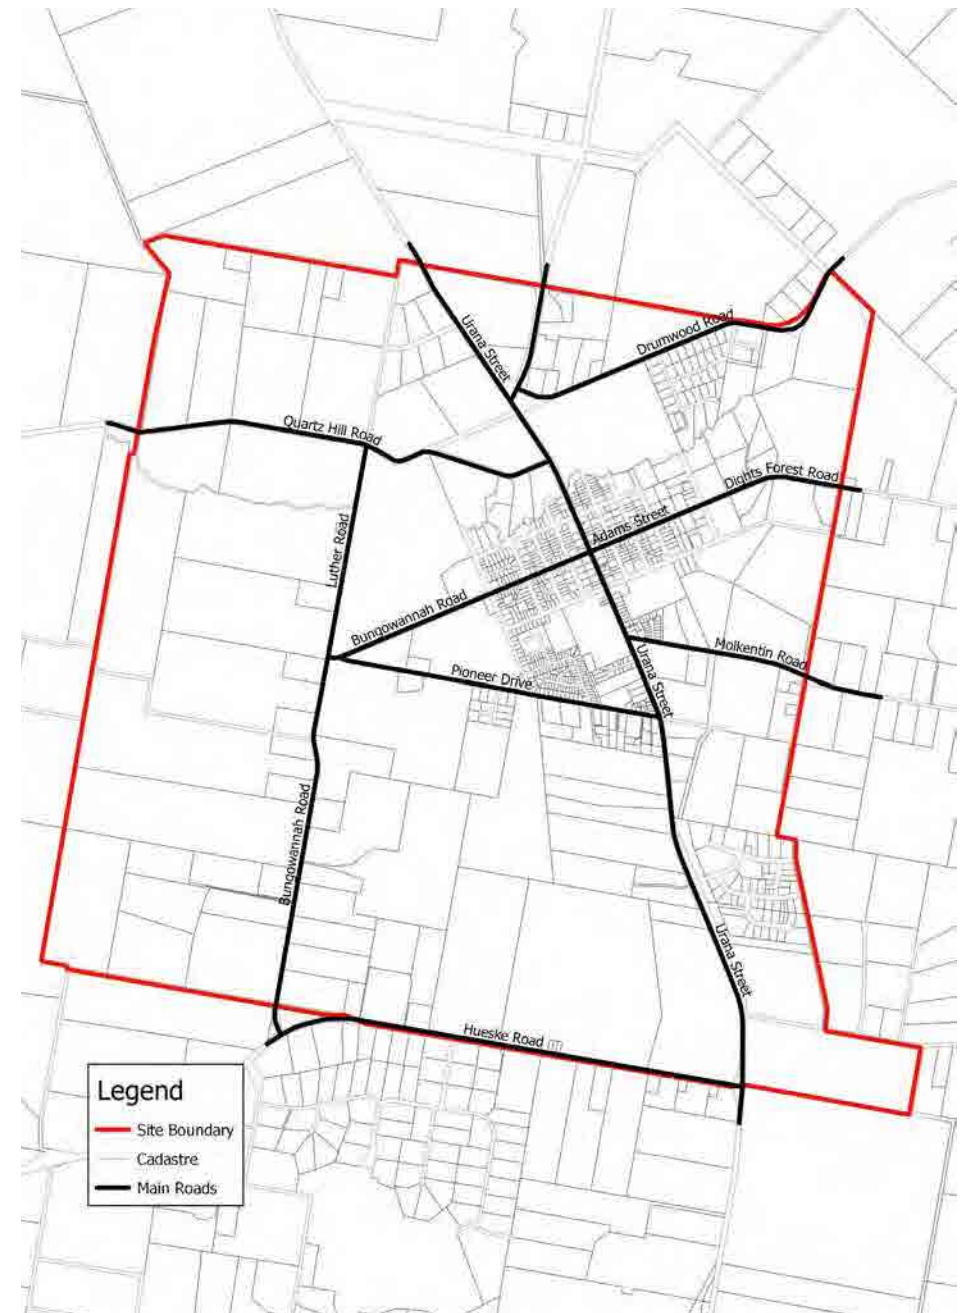 Urana Street
Drumwood Road
Quartz Hill Road
Dights Forest Road
Adams Street
Luther Road
Bungowannah Road
Molkentin Road
Urana Street
Pioneer Drive
Bungowannah Road
Urana Street
Hueske Road
Legend
Site Boundary
Cadastre
Main Roads